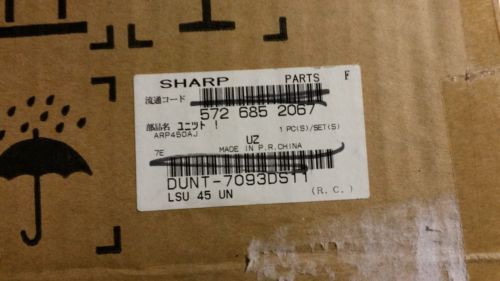 SHARP PARTS F
流通コード
572 685 2067
部品名 ユニット !
ARP450AJ 1 PC(S)/SET(S)
UZ
7E MADE IN P.R.CHINA
DUNT-7093DS11
LSU 45 UN (R.C.)